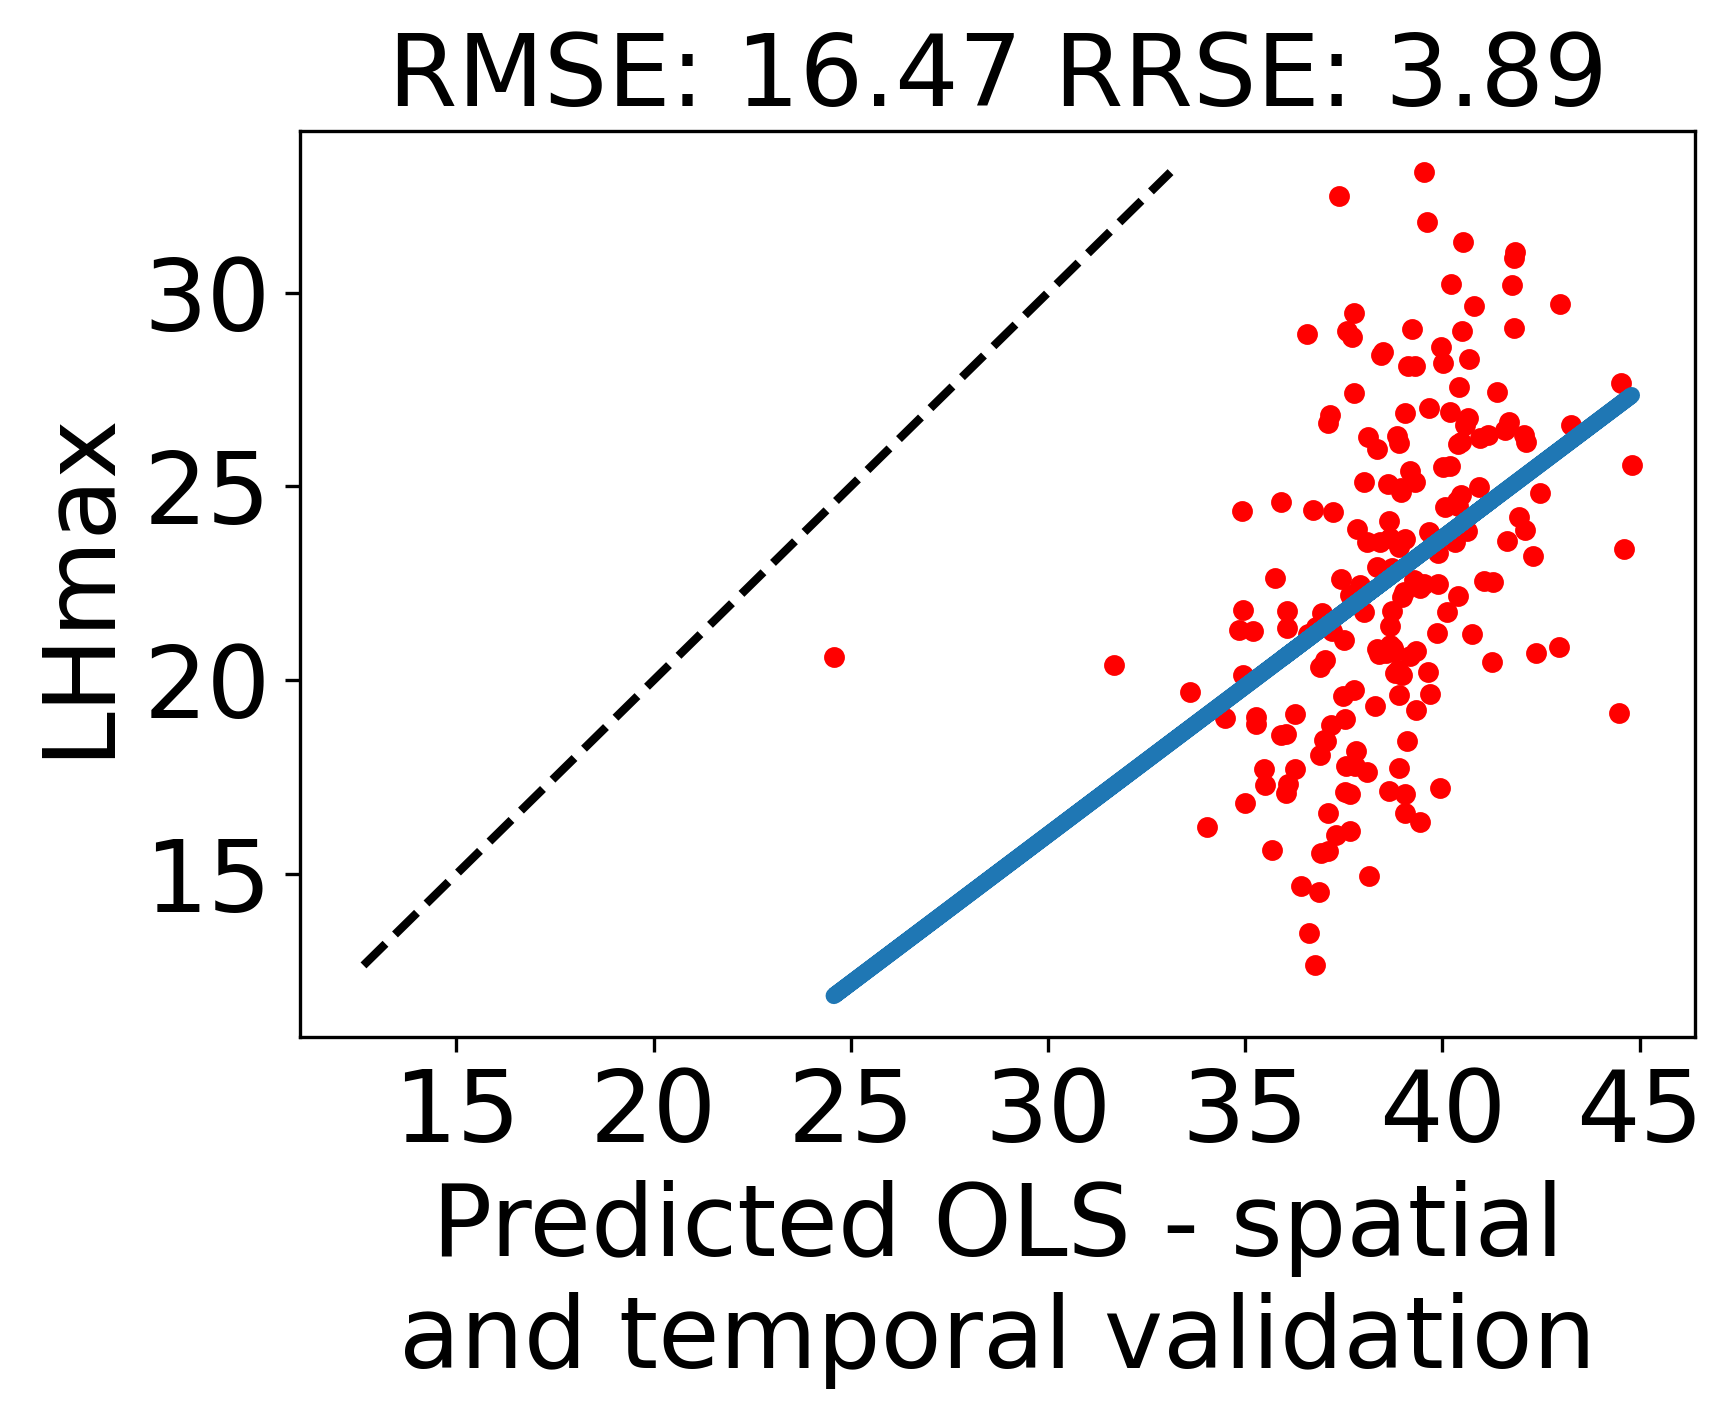 RMSE: 16.47 RRSE: 3.89
LHmax
30
25
20
15
15 20 25 30 35 40 45
Predicted OLS - spatial
and temporal validation